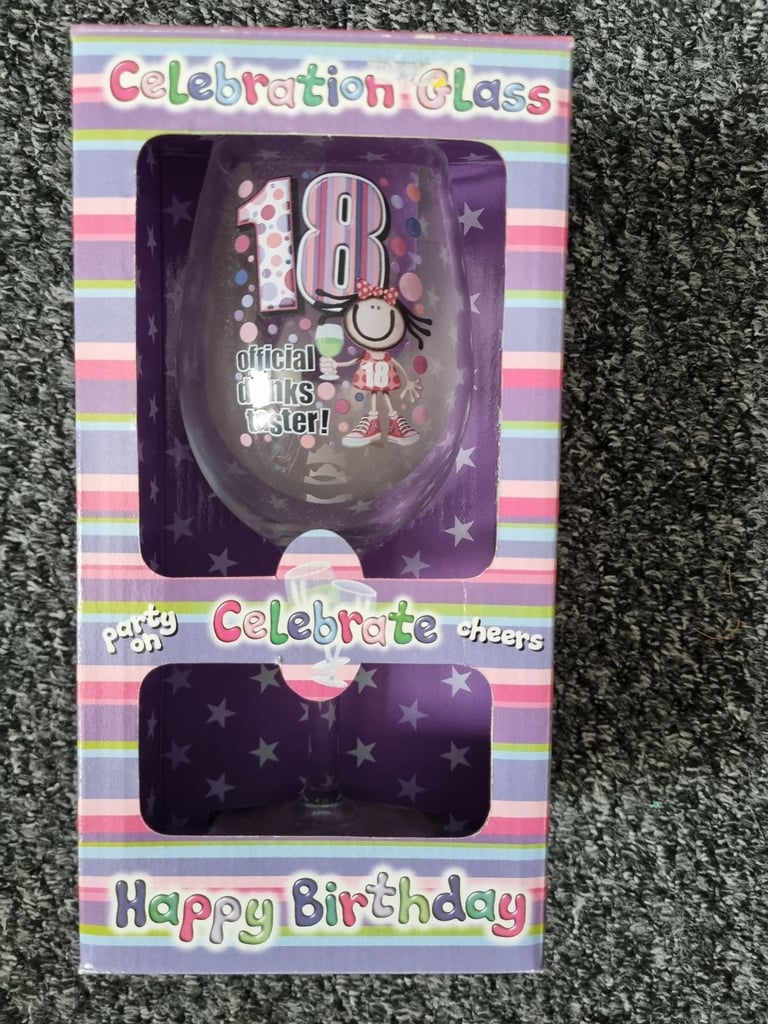 Celebration Glass
18
official
drinks
taster!
18
party
on
Celebrate
cheers
Happy Birthday